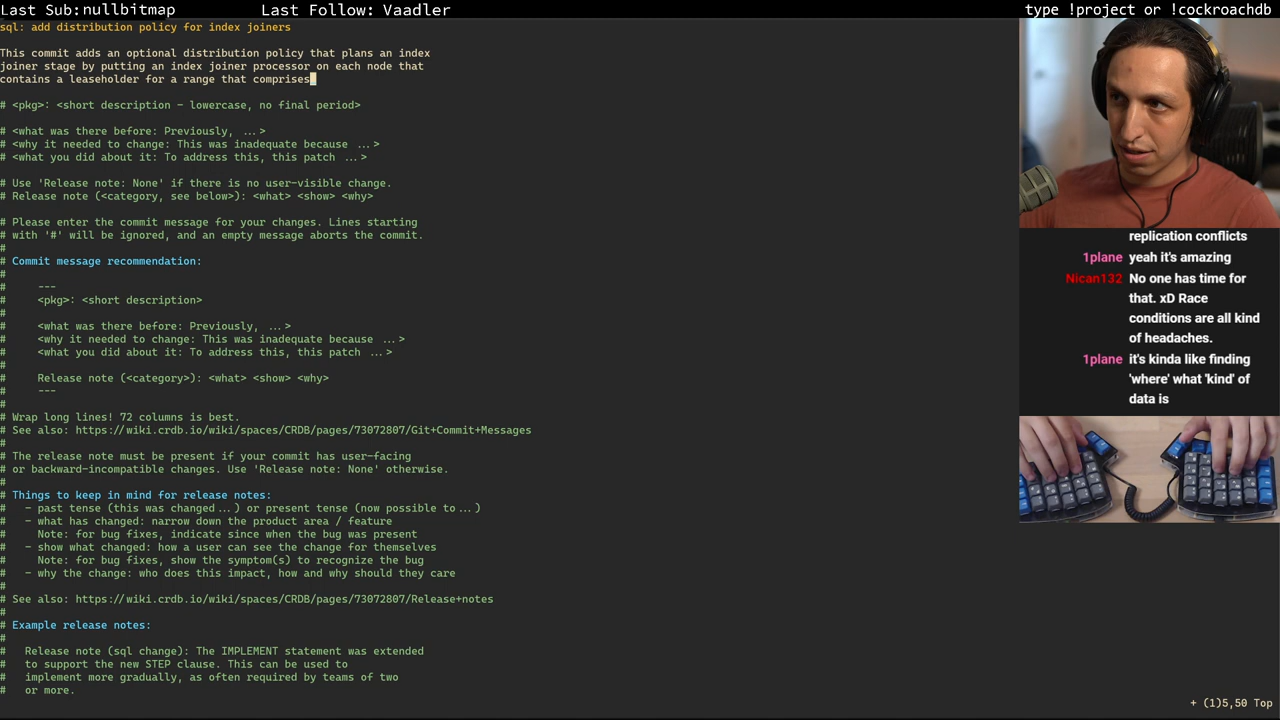 Last Sub:nullbitmap
Last Follow: Vaadler
type !project or !cockroachdb
sql: add distribution policy for index joiners
This commit adds an optional distribution policy that plans an index
joiner stage by putting an index joiner processor on each node that
contains a leaseholder for a range that comprises
# <pkg>: <short description - lowercase, no final period>
# <what was there before: Previously, ...>
# <why it needed to change: This was inadequate because ...>
# <what you did about it: To address this, this patch ...>
# Use 'Release note: None' if there is no user-visible change.
# Release note (<category, see below>): <what> <show> <why>
# Please enter the commit message for your changes. Lines starting
# with '#' will be ignored, and an empty message aborts the commit.
#
# Commit message recommendation:
#
#     ---
#     <pkg>: <short description>
#
#     <what was there before: Previously, ...>
#     <why it needed to change: This was inadequate because ...>
#     <what you did about it: To address this, this patch ...>
#
#     Release note (<category>): <what> <show> <why>
#     ---
#
# Wrap long lines! 72 columns is best.
# See also: https://wiki.crdb.io/wiki/spaces/CRDB/pages/73072807/Git+Commit+Messages
#
# The release note must be present if your commit has user-facing
# or backward-incompatible changes. Use 'Release note: None' otherwise.
#
# Things to keep in mind for release notes:
#   - past tense (this was changed...) or present tense (now possible to...)
#   - what has changed: narrow down the product area / feature
#     Note: for bug fixes, indicate since when the bug was present
#   - show what changed: how a user can see the change for themselves
#     Note: for bug fixes, show the symptom(s) to recognize the bug
#   - why the change: who does this impact, how and why should they care
#
# See also: https://wiki.crdb.io/wiki/spaces/CRDB/pages/73072807/Release+notes
#
# Example release notes:
#
#   Release note (sql change): The IMPLEMENT statement was extended
#   to support the new STEP clause. This can be used to
#   implement more gradually, as often required by teams of two
#   or more.
+ (1)5,50 Top
replication conflicts
1plane yeah it's amazing
Nican132 No one has time for
that. xD Race
conditions are all kind
of headaches.
1plane it's kinda like finding
'where' what 'kind' of
data is